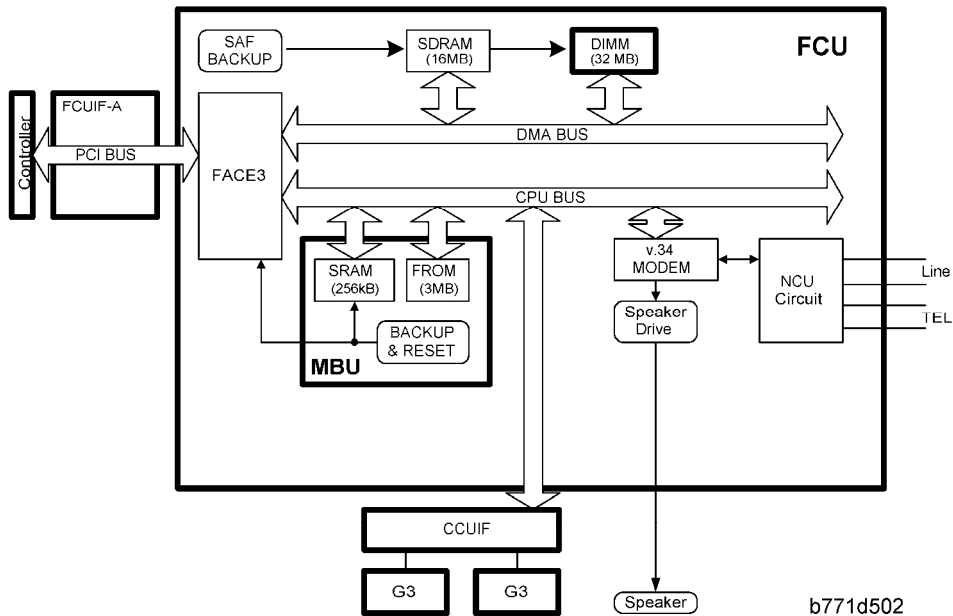 SAF
BACKUP
SDRAM
(16MB)
DIMM
(32 MB)
FCU
Controller
FCUIF-A
PCI BUS
FACE3
DMA BUS
CPU BUS
SRAM
(256kB)
FROM
(3MB)
BACKUP
& RESET
MBU
v.34
MODEM
Speaker
Drive
NCU
Circuit
Line
TEL
CCUIF
G3
G3
Speaker
b771d502